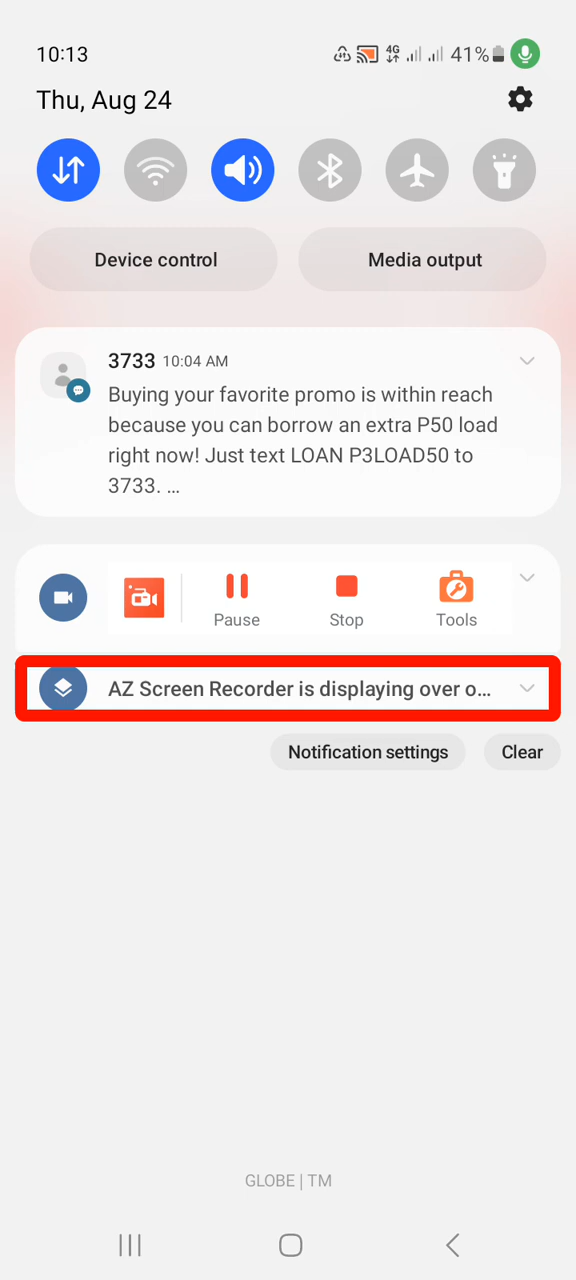 10:13
4G
41%
Thu, Aug 24
Device control
Media output
3733 10:04 AM
Buying your favorite promo is within reach
because you can borrow an extra P50 load
right now! Just text LOAN P3LOAD50 to
3733. ...
Pause
Stop
Tools
AZ Screen Recorder is displaying over o...
Notification settings
Clear
GLOBE | TM